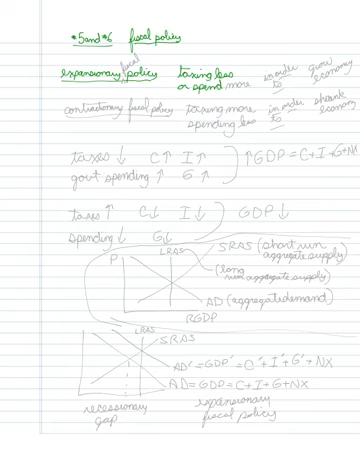 *5 and *6 fiscal policy
expansionary fiscal policy taxing less or spend more in order to grow economy
contractionary fiscal policy taxing more spending less in order to shrink economy
taxes ↓ C↑ I↑
govt spending ↑ G ↑
↑GDP = C+I+G+NX
taxes ↑ C↓ I↓ GDP ↓
spending ↓ G↓
P
LRAS
SRAS (short run aggregate supply)
(long run aggregate supply)
AD (aggregate demand)
RGDP
LRAS
SRAS
AD' = GDP' = C'+I'+G'+NX
AD = GDP = C+I+G+NX
recessionary gap
expansionary fiscal policy